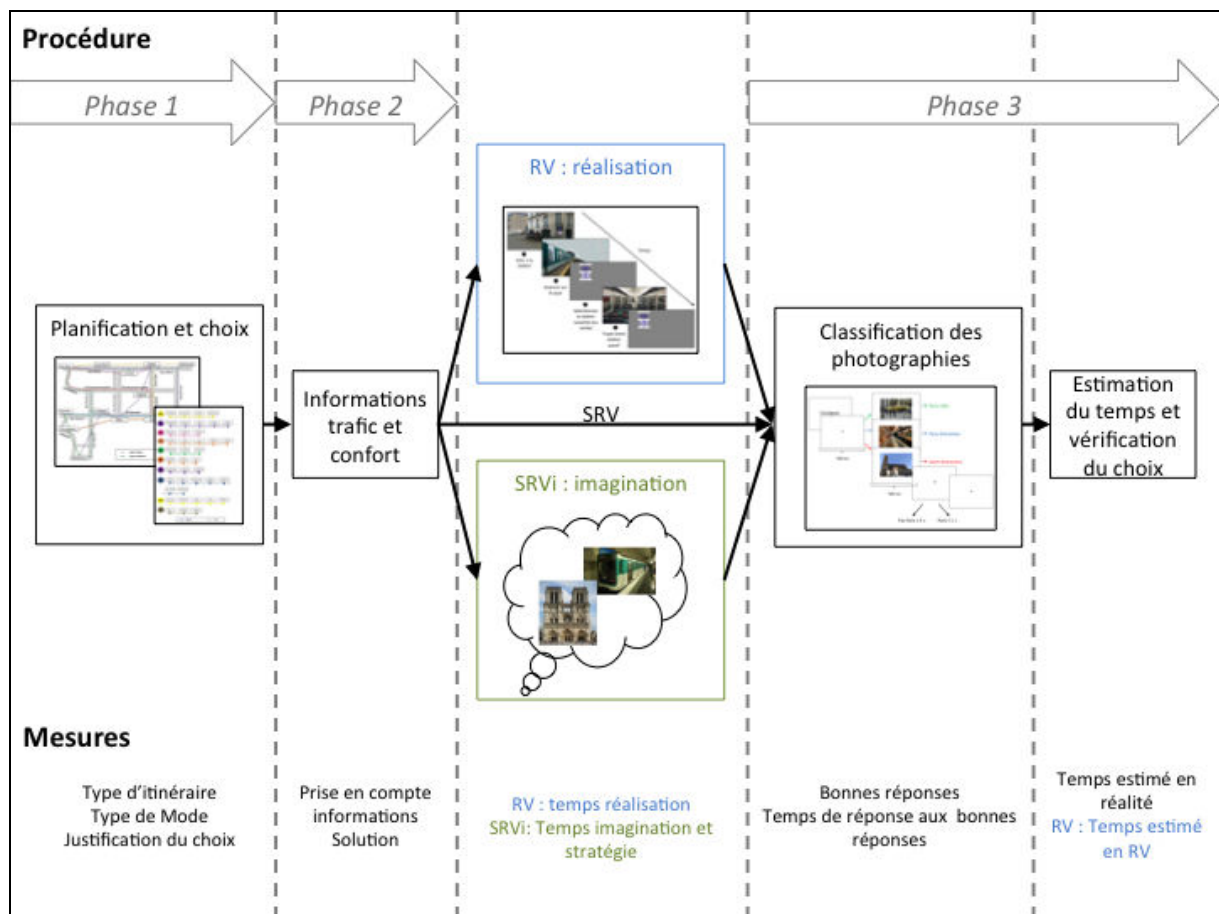 Procédure
Phase 1
Phase 2
Phase 3
RV : réalisation
Planification et choix
Informations
trafic et
confort
SRV
SRVi : imagination
Classification des
photographies
Estimation
du temps et
vérification
du choix
Mesures
Type d'itinéraire
Type de Mode
Justification du choix
Prise en compte
informations
Solution
RV : temps réalisation
SRVi: Temps imagination et
stratégie
Bonnes réponses
Temps de réponse aux bonnes
réponses
Temps estimé en
réalité
RV : Temps estimé
en RV